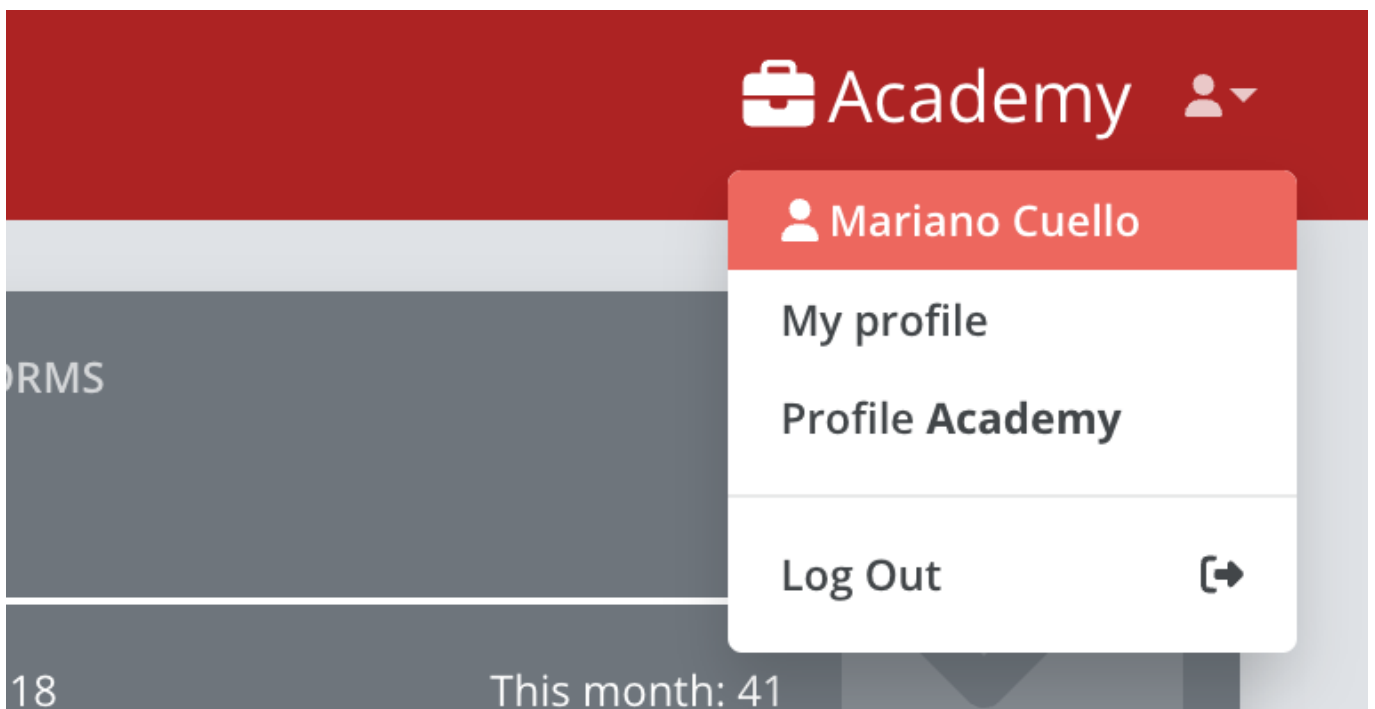 Academy
Mariano Cuello
My profile
ORMS
Profile Academy
Log Out
18 This month: 41